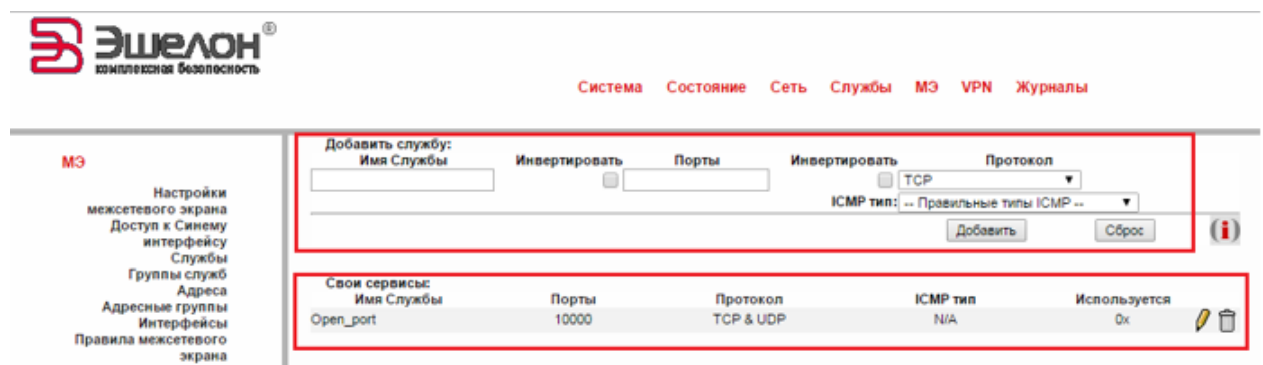 Эшелон®
комплексная безопасность
Система Состояние Сеть Службы МЭ VPN Журналы
МЭ
Настройки
межсетевого экрана
Доступ к Синему
интерфейсу
Службы
Группы служб
Адреса
Адресные группы
Интерфейсы
Правила межсетевого
экрана
Добавить службу:
Имя Службы Инвертировать Порты Инвертировать Протокол
TCP
ICMP тип: -- Правильные типы ICMP --
Добавить Сброс
(i)
Свои сервисы:
Имя Службы Порты Протокол ICMP тип Используется
Open_port 10000 TCP & UDP N/A 0x